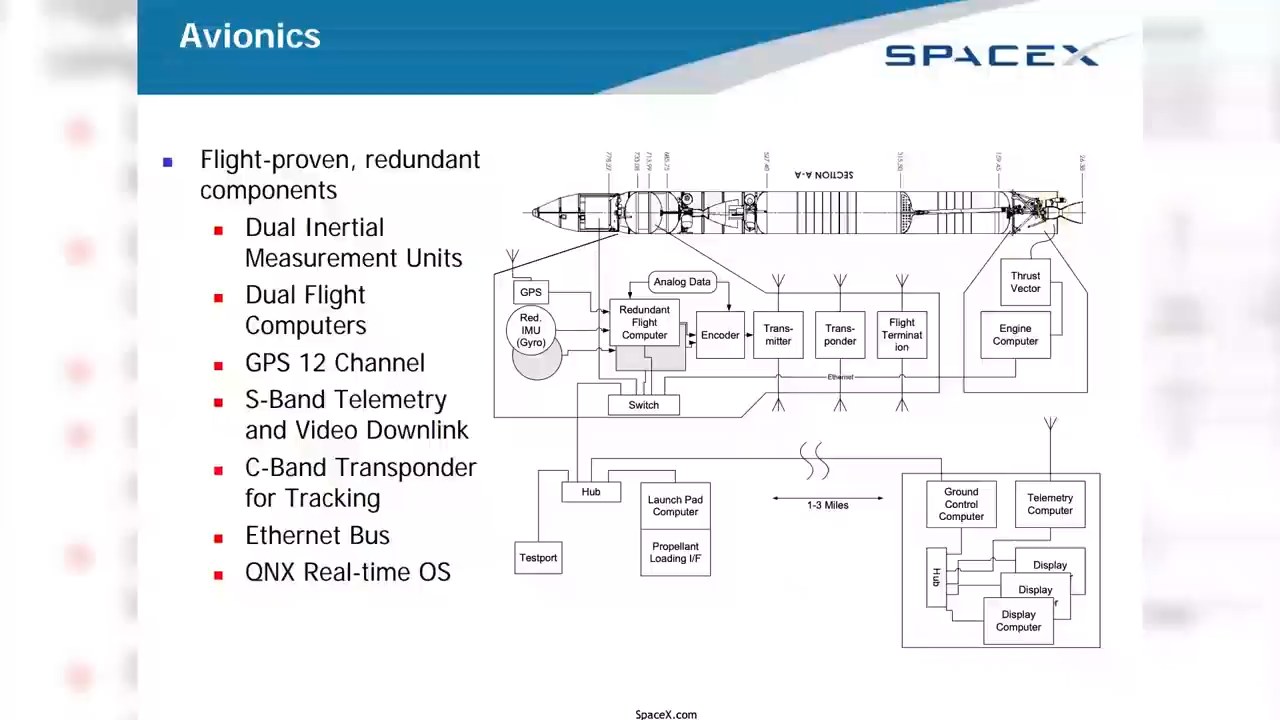 Avionics
SPACEX
Flight-proven, redundant
components
Dual Inertial
Measurement Units
Dual Flight
Computers
GPS 12 Channel
S-Band Telemetry
and Video Downlink
C-Band Transponder
for Tracking
Ethernet Bus
QNX Real-time OS
SECTION A-A
GPS
Red.
IMU
(Gyro)
Analog Data
Redundant
Flight
Computer
Encoder
Trans-
mitter
Trans-
ponder
Flight
Terminat
ion
Thrust
Vector
Engine
Computer
Ethernet
Switch
Hub
Testport
Launch Pad
Computer
Propellant
Loading I/F
1-3 Miles
Ground
Control
Computer
Telemetry
Computer
Hub
Display
Display
Display
Computer
SpaceX.com